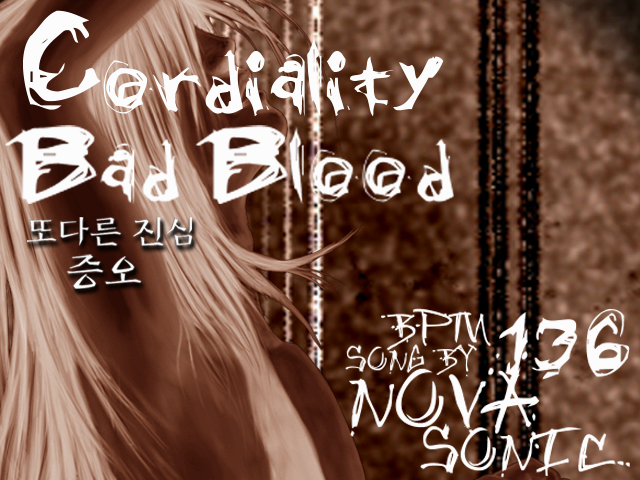 Cordiality
Bad Blood
또다른 진심
증오
BPM 136
SONG BY
NOVA
SONIC...